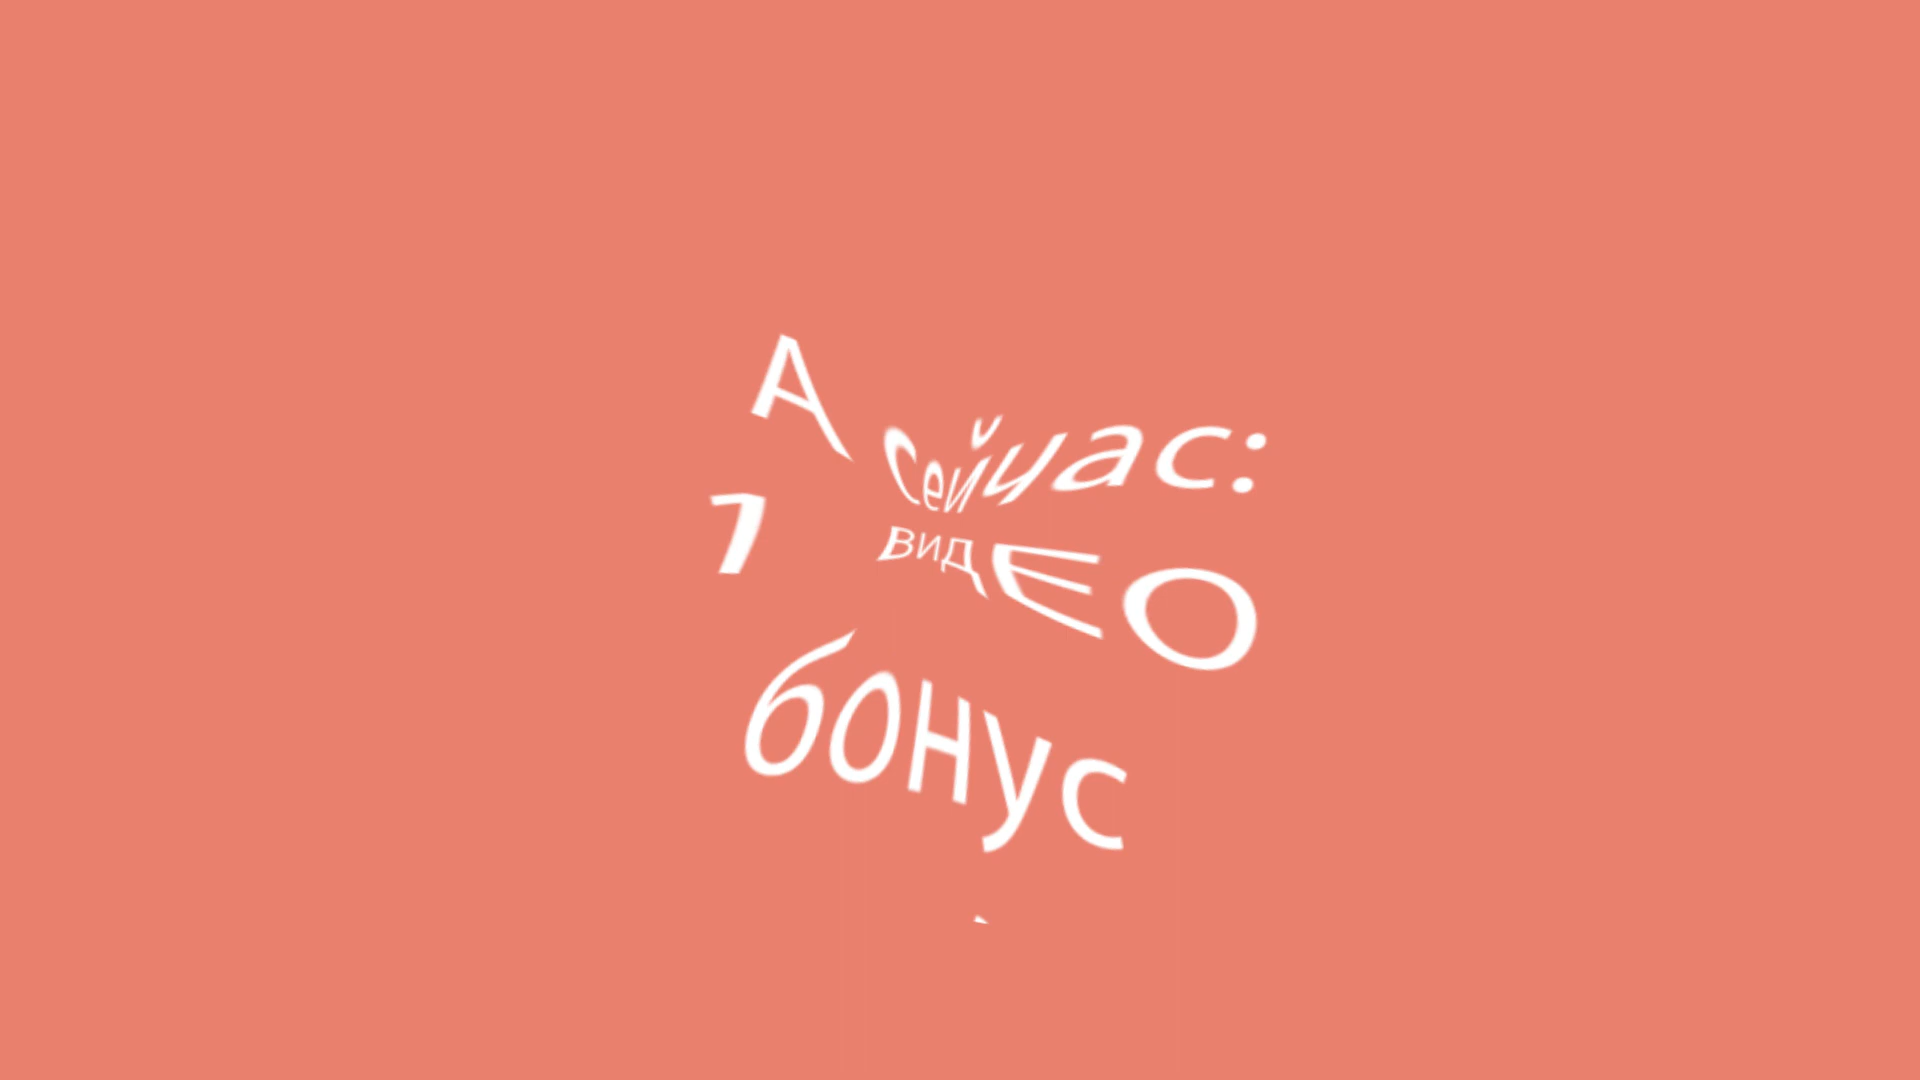 А сейчас:
1 видео
бонус